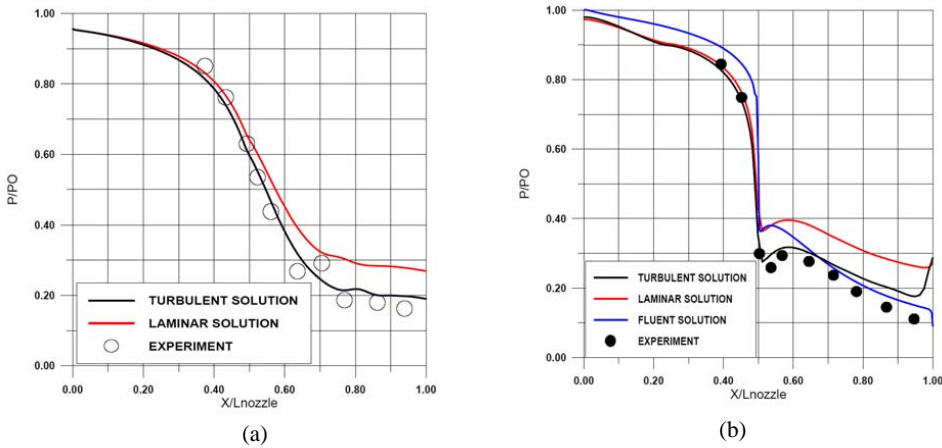 1.00
0.80
0.60
0.40
0.20
0.00
P/PO
0.00 0.20 0.40 0.60 0.80 1.00
X/Lnozzle
TURBULENT SOLUTION
LAMINAR SOLUTION
EXPERIMENT
(a)
1.00
0.80
0.60
0.40
0.20
0.00
P/PO
0.00 0.20 0.40 0.60 0.80 1.00
X/Lnozzle
TURBULENT SOLUTION
LAMINAR SOLUTION
FLUENT SOLUTION
EXPERIMENT
(b)